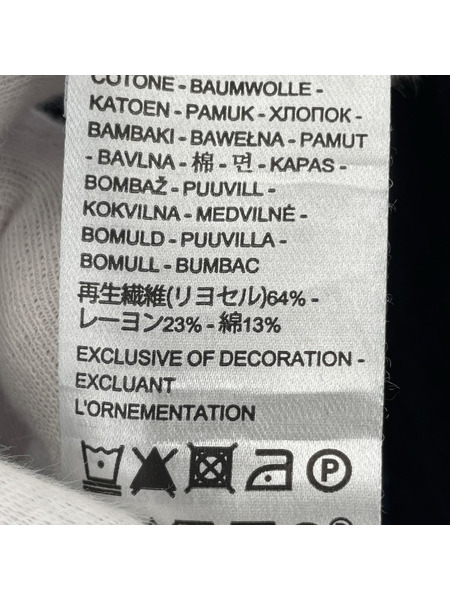 COTONE - BAUMWOLLE -
KATOEN - PAMUK - ХЛОПОК -
BAMBAKI - BAWEŁNA - PAMUT
- BAVLNA - 棉 - 면 - KAPAS -
BOMBAŽ - PUUVILL -
KOKVILNA - MEDVILNĖ -
BOMULD - PUUVILLA -
BOMULL - BUMBAC
再生繊維(リヨセル)64% -
レーヨン23% - 綿13%
EXCLUSIVE OF DECORATION -
EXCLUANT
L'ORNEMENTATION
P